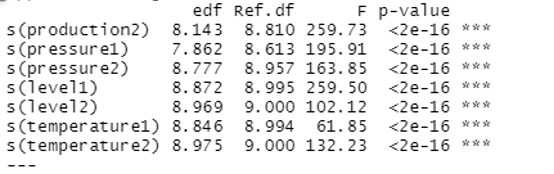 edf Ref.df F p-value
s(production2) 8.143 8.810 259.73 <2e-16 ***
s(pressure1) 7.862 8.613 195.91 <2e-16 ***
s(pressure2) 8.777 8.957 163.85 <2e-16 ***
s(level1) 8.872 8.995 259.50 <2e-16 ***
s(level2) 8.969 9.000 102.12 <2e-16 ***
s(temperature1) 8.846 8.994 61.85 <2e-16 ***
s(temperature2) 8.975 9.000 132.23 <2e-16 ***
---